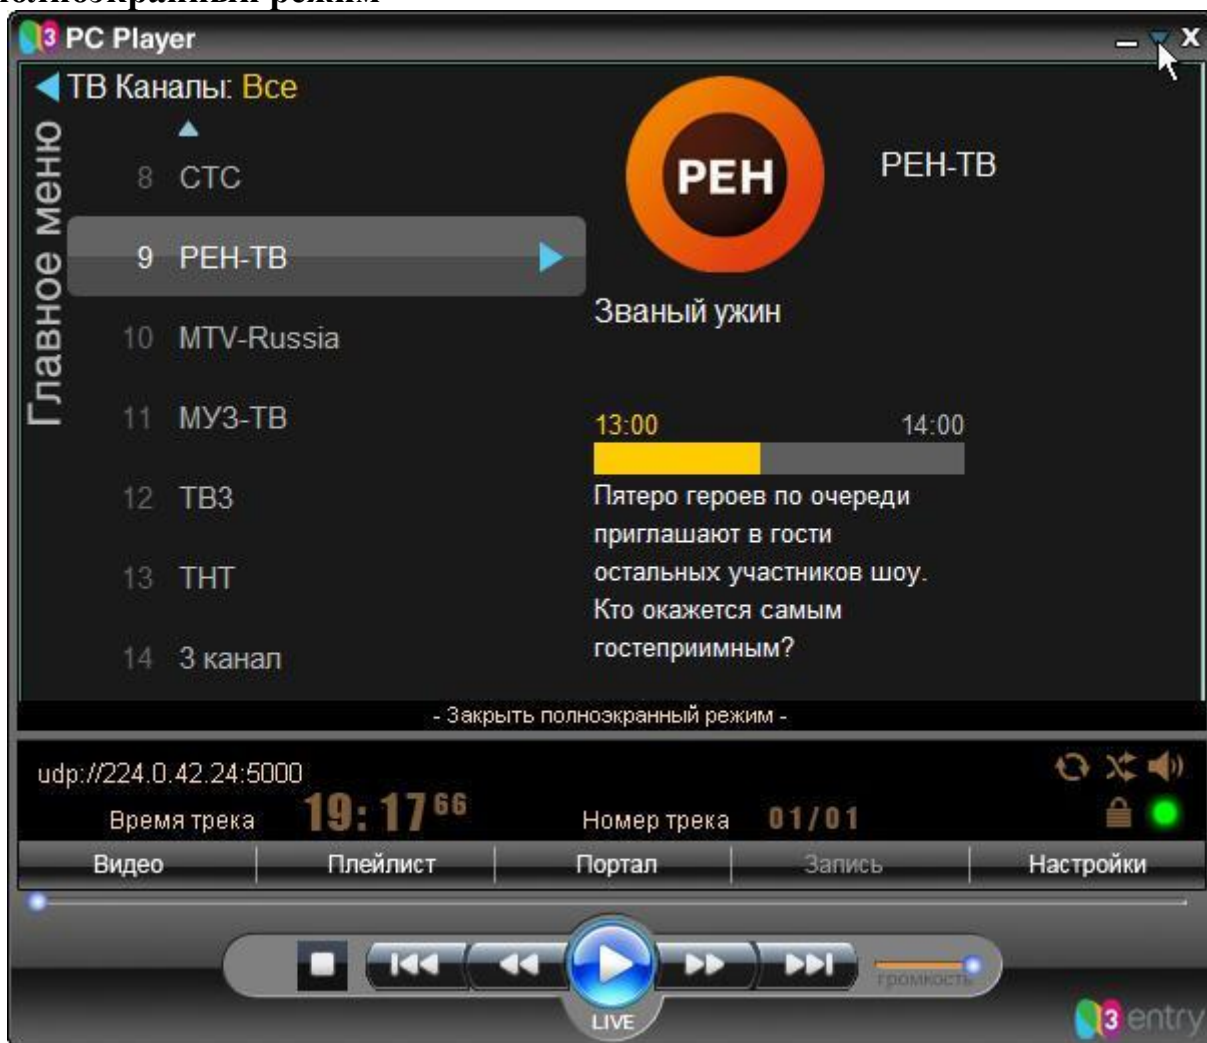 полноэкранный режим
3 PC Player
ТВ Каналы: Все
Главное меню
8 СТС
9 РЕН-ТВ
10 MTV-Russia
11 МУЗ-ТВ
12 ТВ3
13 ТНТ
14 3 канал
РЕН
РЕН-ТВ
Званый ужин
13:00 14:00
Пятеро героев по очереди
приглашают в гости
остальных участников шоу.
Кто окажется самым
гостеприимным?
- Закрыть полноэкранный режим -
udp://224.0.42.24:5000
Время трека 19:17 66 Номер трека 01/01
Видео Плейлист Портал Запись Настройки
громкость
LIVE
3 entry